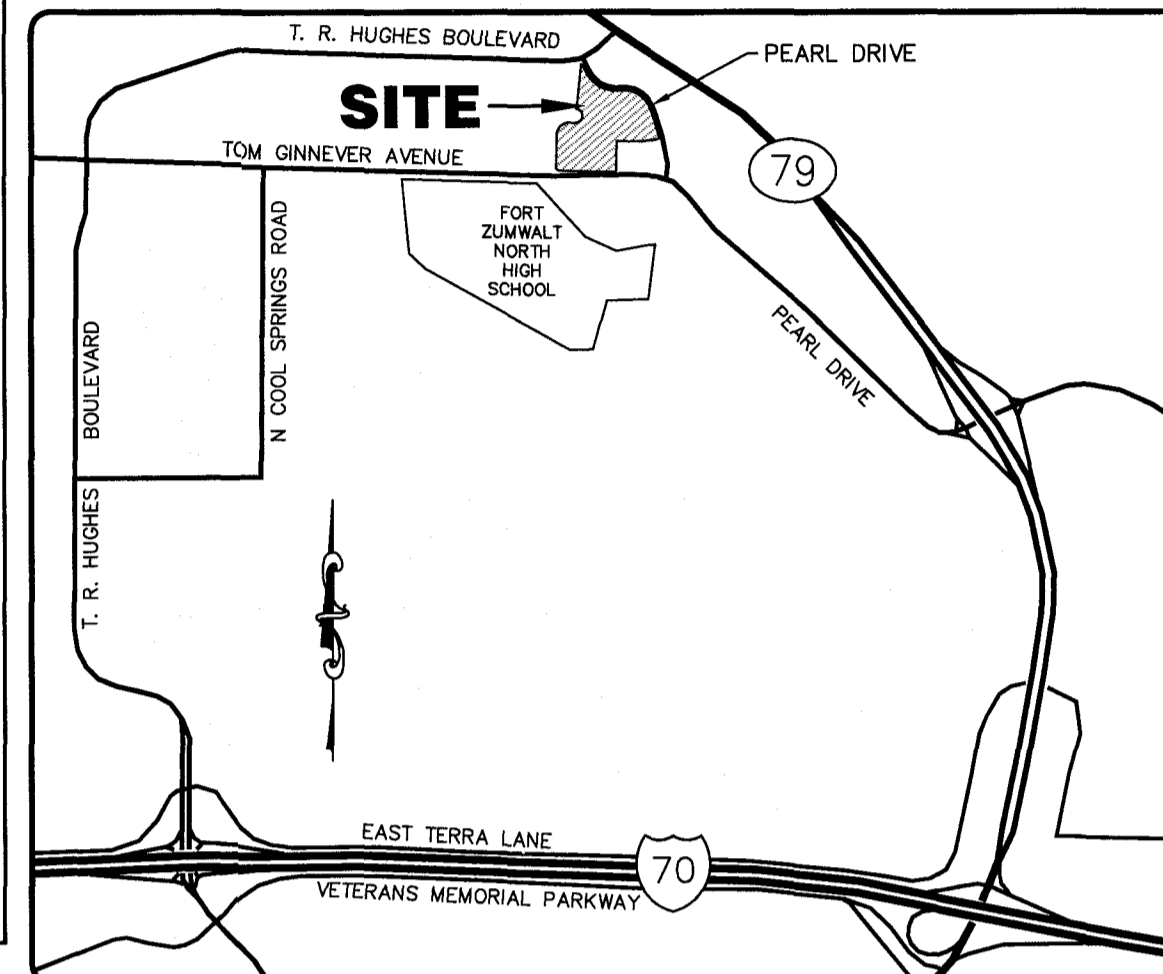 T. R. HUGHES BOULEVARD
PEARL DRIVE
SITE
TOM GINNEVER AVENUE
79
FORT
ZUMWALT
NORTH
HIGH
SCHOOL
N COOL SPRINGS ROAD
PEARL DRIVE
T. R. HUGHES BOULEVARD
EAST TERRA LANE
70
VETERANS MEMORIAL PARKWAY